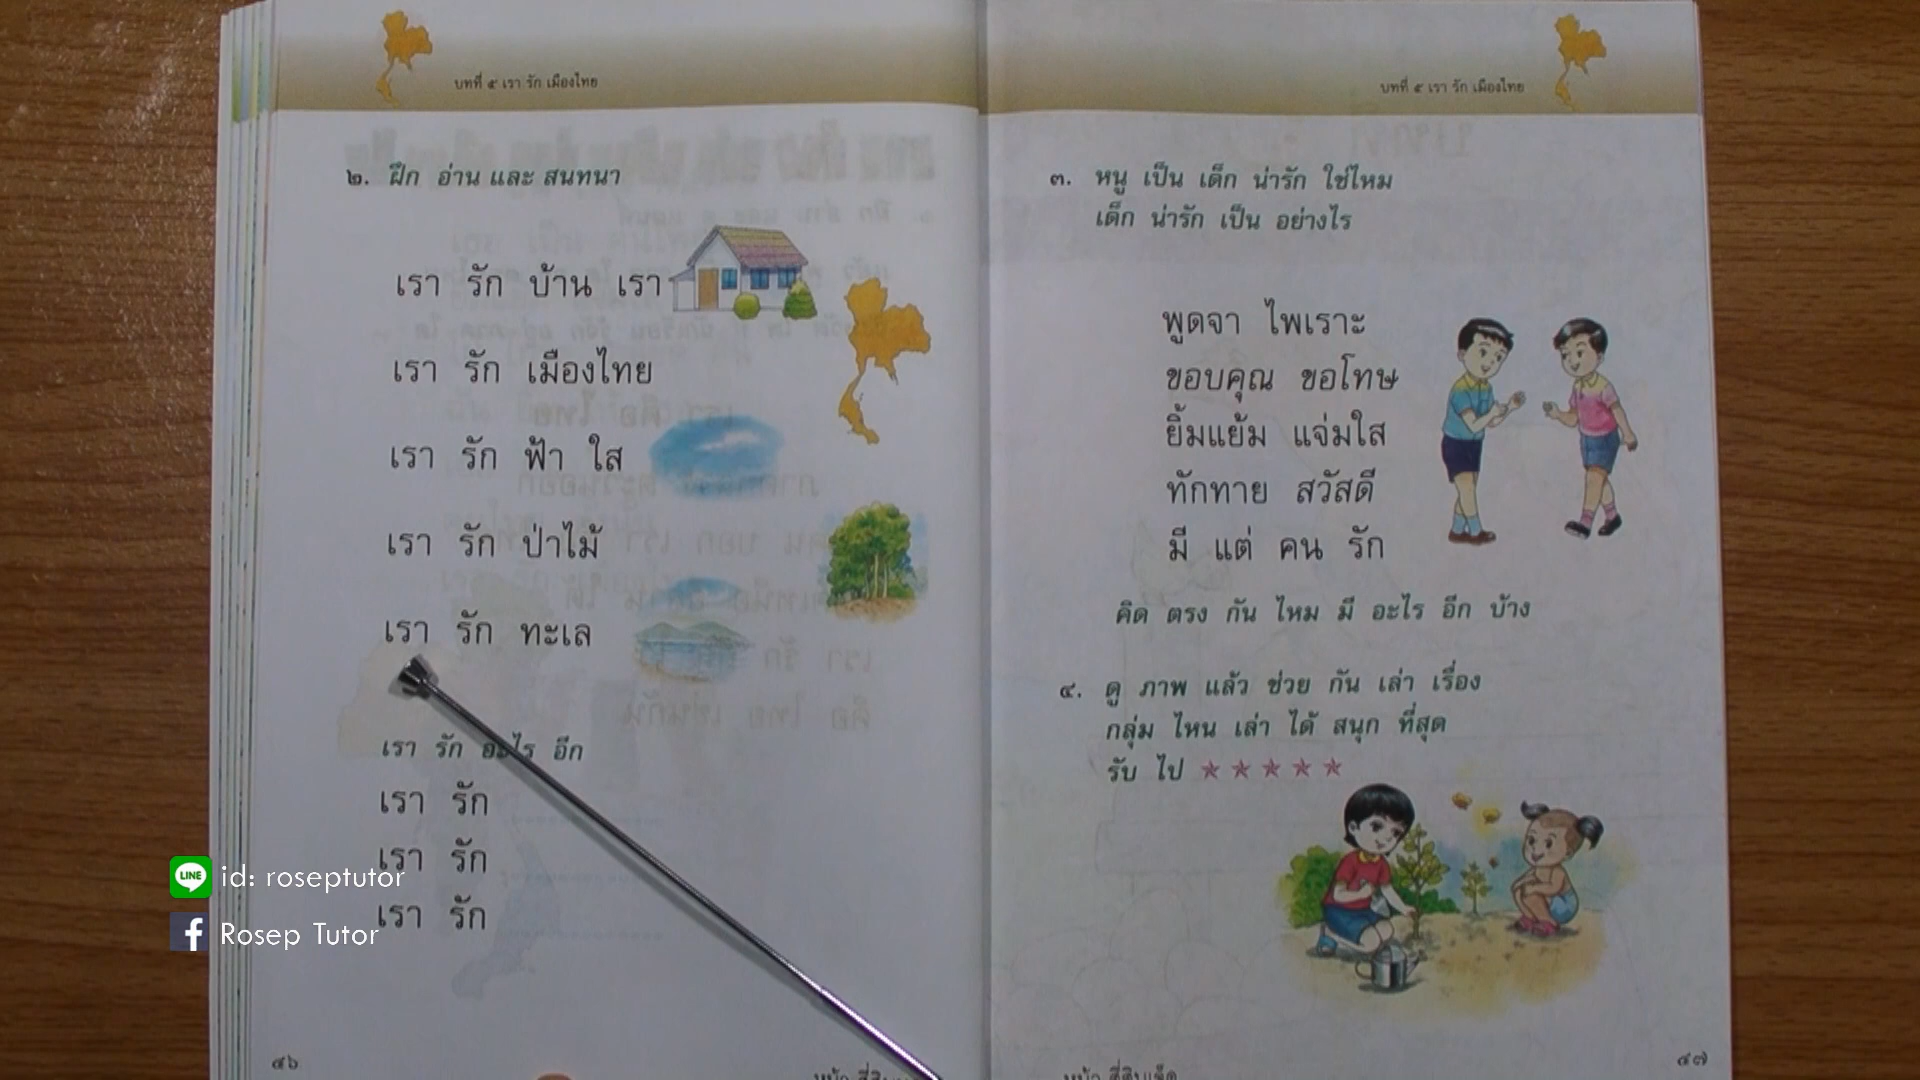 บทที่ ๕ เรา รัก เมืองไทย
๒. ฝึก อ่าน และ สนทนา
เรา รัก บ้าน เรา
เรา รัก เมืองไทย
เรา รัก ฟ้า ใส
เรา รัก ป่าไม้
เรา รัก ทะเล
เรา รัก อะไร อีก
เรา รัก
เรา รัก
เรา รัก
๔๖
บทที่ ๕ เรา รัก เมืองไทย
๓. หนู เป็น เด็ก น่ารัก ใช่ไหม
เด็ก น่ารัก เป็น อย่างไร
พูดจา ไพเราะ
ขอบคุณ ขอโทษ
ยิ้มแย้ม แจ่มใส
ทักทาย สวัสดี
มี แต่ คน รัก
คิด ตรง กัน ไหม มี อะไร อีก บ้าง
๔. ดู ภาพ แล้ว ช่วย กัน เล่า เรื่อง
กลุ่ม ไหน เล่า ได้ สนุก ที่สุด
รับ ไป
หน้า สี่สิบเจ็ด
๔๗
LINE id: roseptutor
f Rosep Tutor